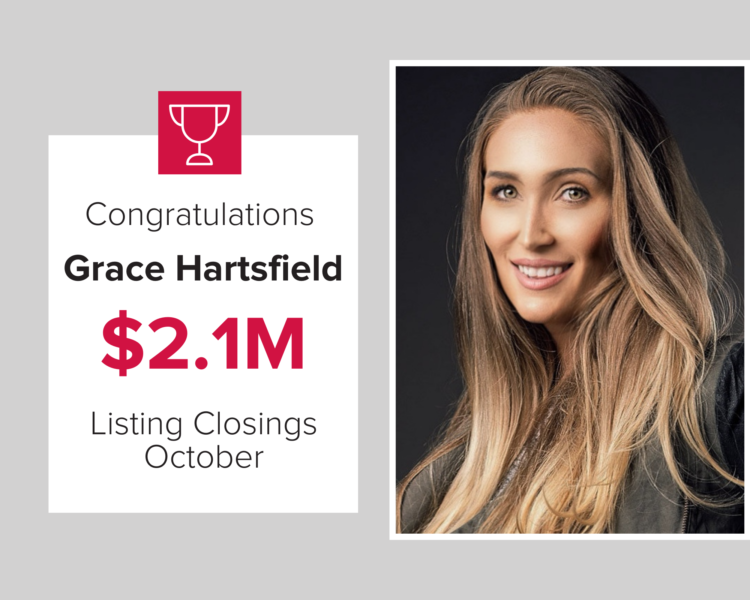 Congratulations
Grace Hartsfield
$2.1M
Listing Closings
October